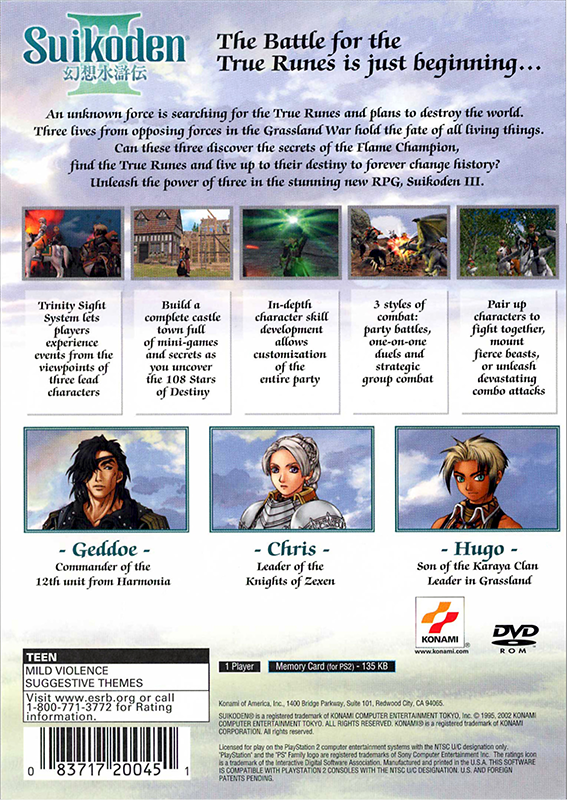 Suikoden®
III
幻想水滸伝
The Battle for the
True Runes is just beginning...
An unknown force is searching for the True Runes and plans to destroy the world.
Three lives from opposing forces in the Grassland War hold the fate of all living things.
Can these three discover the secrets of the Flame Champion,
find the True Runes and live up to their destiny to forever change history?
Unleash the power of three in the stunning new RPG, Suikoden III.
Trinity Sight
System lets
players
experience
events from the
viewpoints of
three lead
characters
Build a
complete castle
town full
of mini-games
and secrets as
you uncover
the 108 Stars
of Destiny
In-depth
character skill
development
allows
customization
of the
entire party
3 styles of
combat:
party battles,
one-on-one
duels and
strategic
group combat
Pair up
characters to
fight together,
mount
fierce beasts,
or unleash
devastating
combo attacks
- Geddoe -
Commander of the
12th unit from Harmonia
- Chris -
Leader of the
Knights of Zexen
- Hugo -
Son of the Karaya Clan
Leader in Grassland
KONAMI®
www.konami.com
DVD
ROM
TEEN
MILD VIOLENCE
SUGGESTIVE THEMES
Visit www.esrb.org or call
1-800-771-3772 for Rating
information.
1 Player
Memory Card (for PS2) - 135 KB
Konami of America, Inc., 1400 Bridge Parkway, Suite 101, Redwood City, CA 94065.
SUIKODEN® is a registered trademark of KONAMI COMPUTER ENTERTAINMENT TOKYO, INC. © 1995, 2002 KONAMI
COMPUTER ENTERTAINMENT TOKYO. ALL RIGHTS RESERVED. KONAMI® is a registered trademark of KONAMI
CORPORATION. All rights reserved.
Licensed for play on the PlayStation 2 computer entertainment systems with the NTSC U/C designation only.
"PlayStation" and the "PS" Family logo are registered trademarks of Sony Computer Entertainment Inc. The ratings icon
is a trademark of the Interactive Digital Software Association. Manufactured and printed in the U.S.A. THIS SOFTWARE
IS COMPATIBLE WITH PLAYSTATION 2 CONSOLES WITH THE NTSC U/C DESIGNATION. U.S. AND FOREIGN
PATENTS PENDING.
0 83717 20045 1